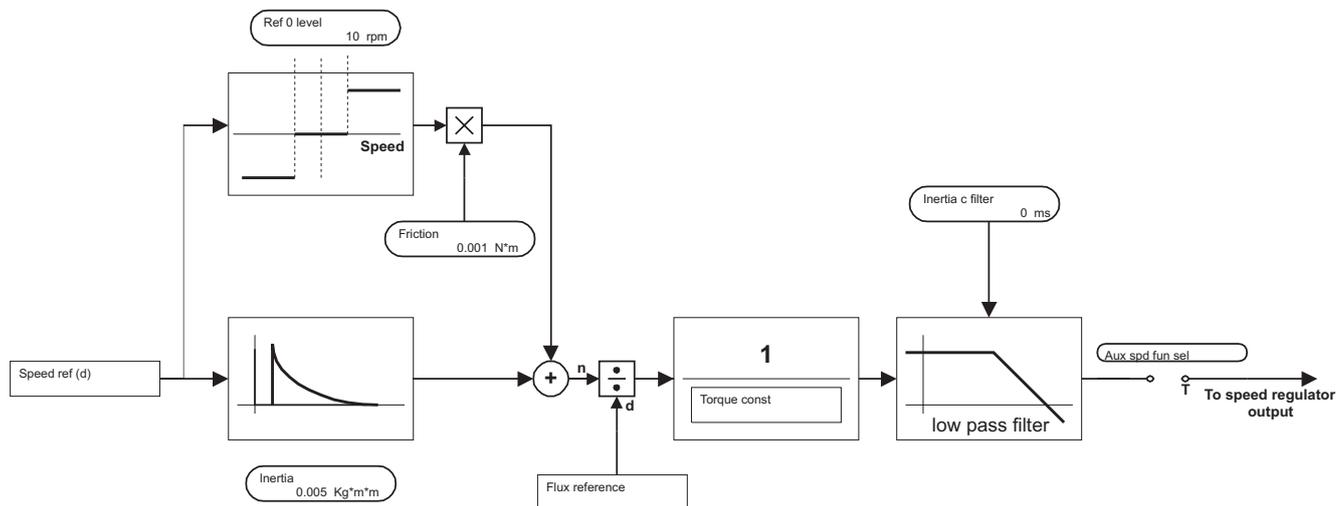 Ref 0 level
10 rpm
Speed
Friction
0.001 N*m
Inertia c filter
0 ms
Speed ref (d)
+
n
d
1
Torque const
low pass filter
Aux spd fun sel
T
To speed regulator
output
Inertia
0.005 Kg*m*m
Flux reference